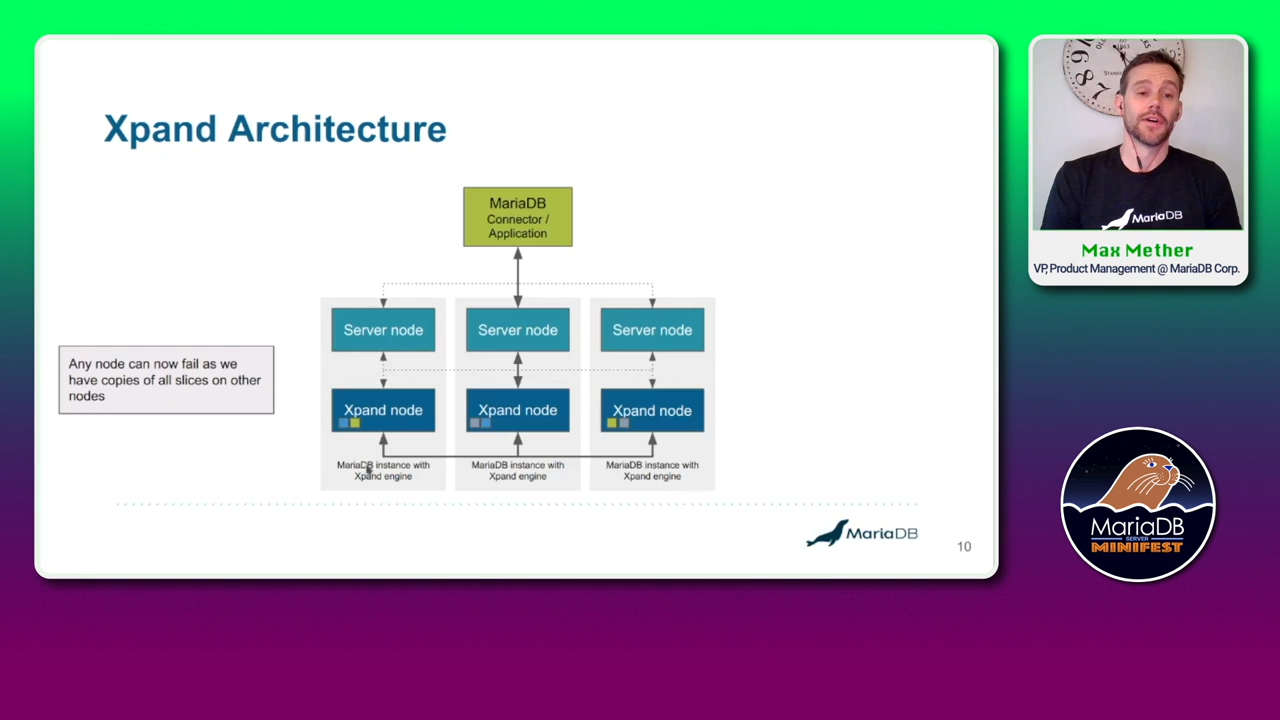 Xpand Architecture
MariaDB
Connector /
Application
Server node
Server node
Server node
Any node can now fail as we
have copies of all slices on other
nodes
Xpand node
Xpand node
Xpand node
MariaDB instance with
Xpand engine
MariaDB instance with
Xpand engine
MariaDB instance with
Xpand engine
MariaDB
10
MariaDB
Max Mether
VP, Product Management @ MariaDB Corp.
MariaDB
SERVER
MINIFEST